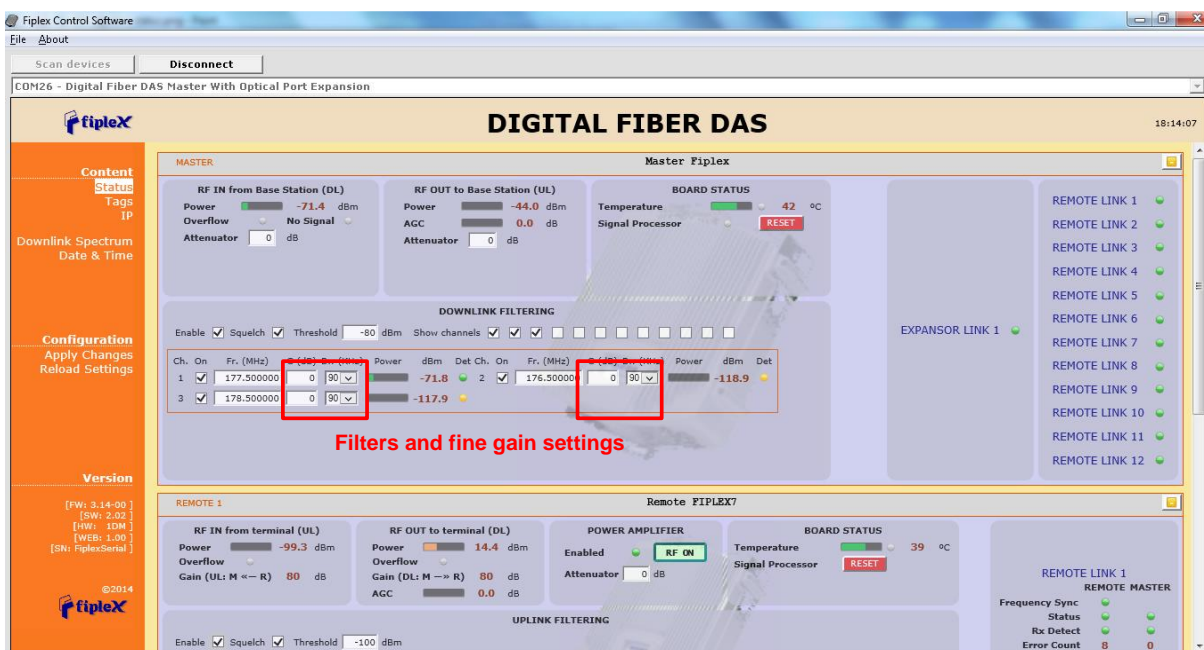 Fiplex Control Software
File About
Scan devices Disconnect
COM26 - Digital Fiber DAS Master With Optical Port Expansion
fiplex
DIGITAL FIBER DAS
18:14:07
Content
Status
Tags
IP
Downlink Spectrum
Date & Time
Configuration
Apply Changes
Reload Settings
Version
[FW: 3.14-00 ]
[SW: 2.02 ]
[HW: 1DM ]
[WEB: 1.00 ]
[SN: FiplexSerial ]
©2014
fiplex
MASTER Master Fiplex
RF IN from Base Station (DL)
Power -71.4 dBm
Overflow No Signal
Attenuator 0 dB
RF OUT to Base Station (UL)
Power -44.0 dBm
AGC 0.0 dB
Attenuator 0 dB
BOARD STATUS
Temperature 42 ºC
Signal Processor RESET
DOWNLINK FILTERING
Enable Squelch Threshold -80 dBm Show channels
Ch. On Fr. (MHz) G (dB) Bw (KHz) Power dBm Det Ch. On Fr. (MHz) G (dB) Bw (KHz) Power dBm Det
1 177.500000 0 90 -71.8 2 176.500000 0 90 -118.9
3 178.500000 0 90 -117.9
Filters and fine gain settings
EXPANSOR LINK 1
REMOTE LINK 1
REMOTE LINK 2
REMOTE LINK 3
REMOTE LINK 4
REMOTE LINK 5
REMOTE LINK 6
REMOTE LINK 7
REMOTE LINK 8
REMOTE LINK 9
REMOTE LINK 10
REMOTE LINK 11
REMOTE LINK 12
REMOTE 1 Remote FIPLEX7
RF IN from terminal (UL)
Power -99.3 dBm
Overflow
Gain (UL: M «— R) 80 dB
RF OUT to terminal (DL)
Power 14.4 dBm
Overflow
Gain (DL: M —» R) 80 dB
AGC 0.0 dB
POWER AMPLIFIER
Enabled RF ON
Attenuator 0 dB
BOARD STATUS
Temperature 39 ºC
Signal Processor RESET
UPLINK FILTERING
Enable Squelch Threshold -100 dBm
REMOTE LINK 1
REMOTE MASTER
Frequency Sync
Status
Rx Detect
Error Count 8 0